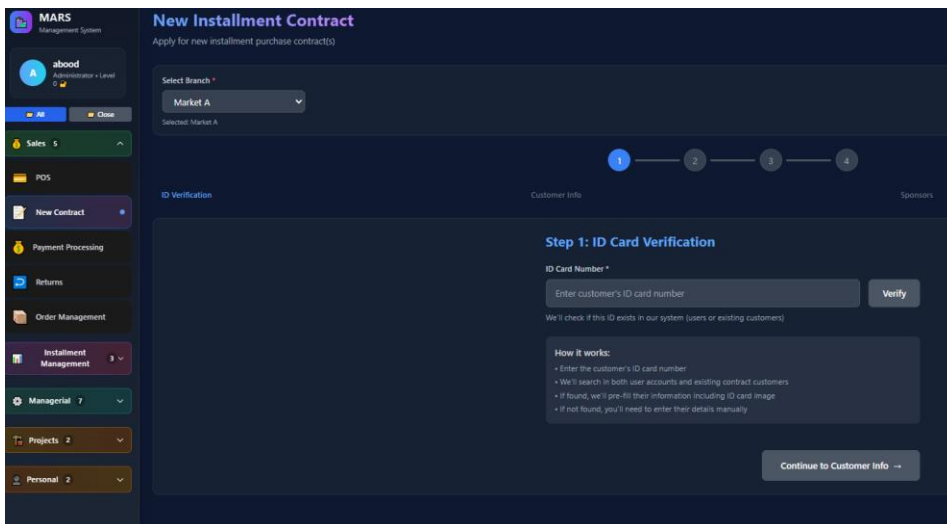 MARS
Management System
A
abood
Administrator • Level
0
All
Close
Sales 5
POS
New Contract
Payment Processing
Returns
Order Management
Installment
Management
3
Managerial 7
Projects 2
Personal 2
New Installment Contract
Apply for new installment purchase contract(s)
Select Branch *
Market A
Selected: Market A
1
2
3
4
ID Verification
Customer Info
Sponsors
Step 1: ID Card Verification
ID Card Number *
Enter customer's ID card number
Verify
We'll check if this ID exists in our system (users or existing customers)
How it works:
• Enter the customer's ID card number
• We'll search in both user accounts and existing contract customers
• If found, we'll pre-fill their information including ID card image
• If not found, you'll need to enter their details manually
Continue to Customer Info →